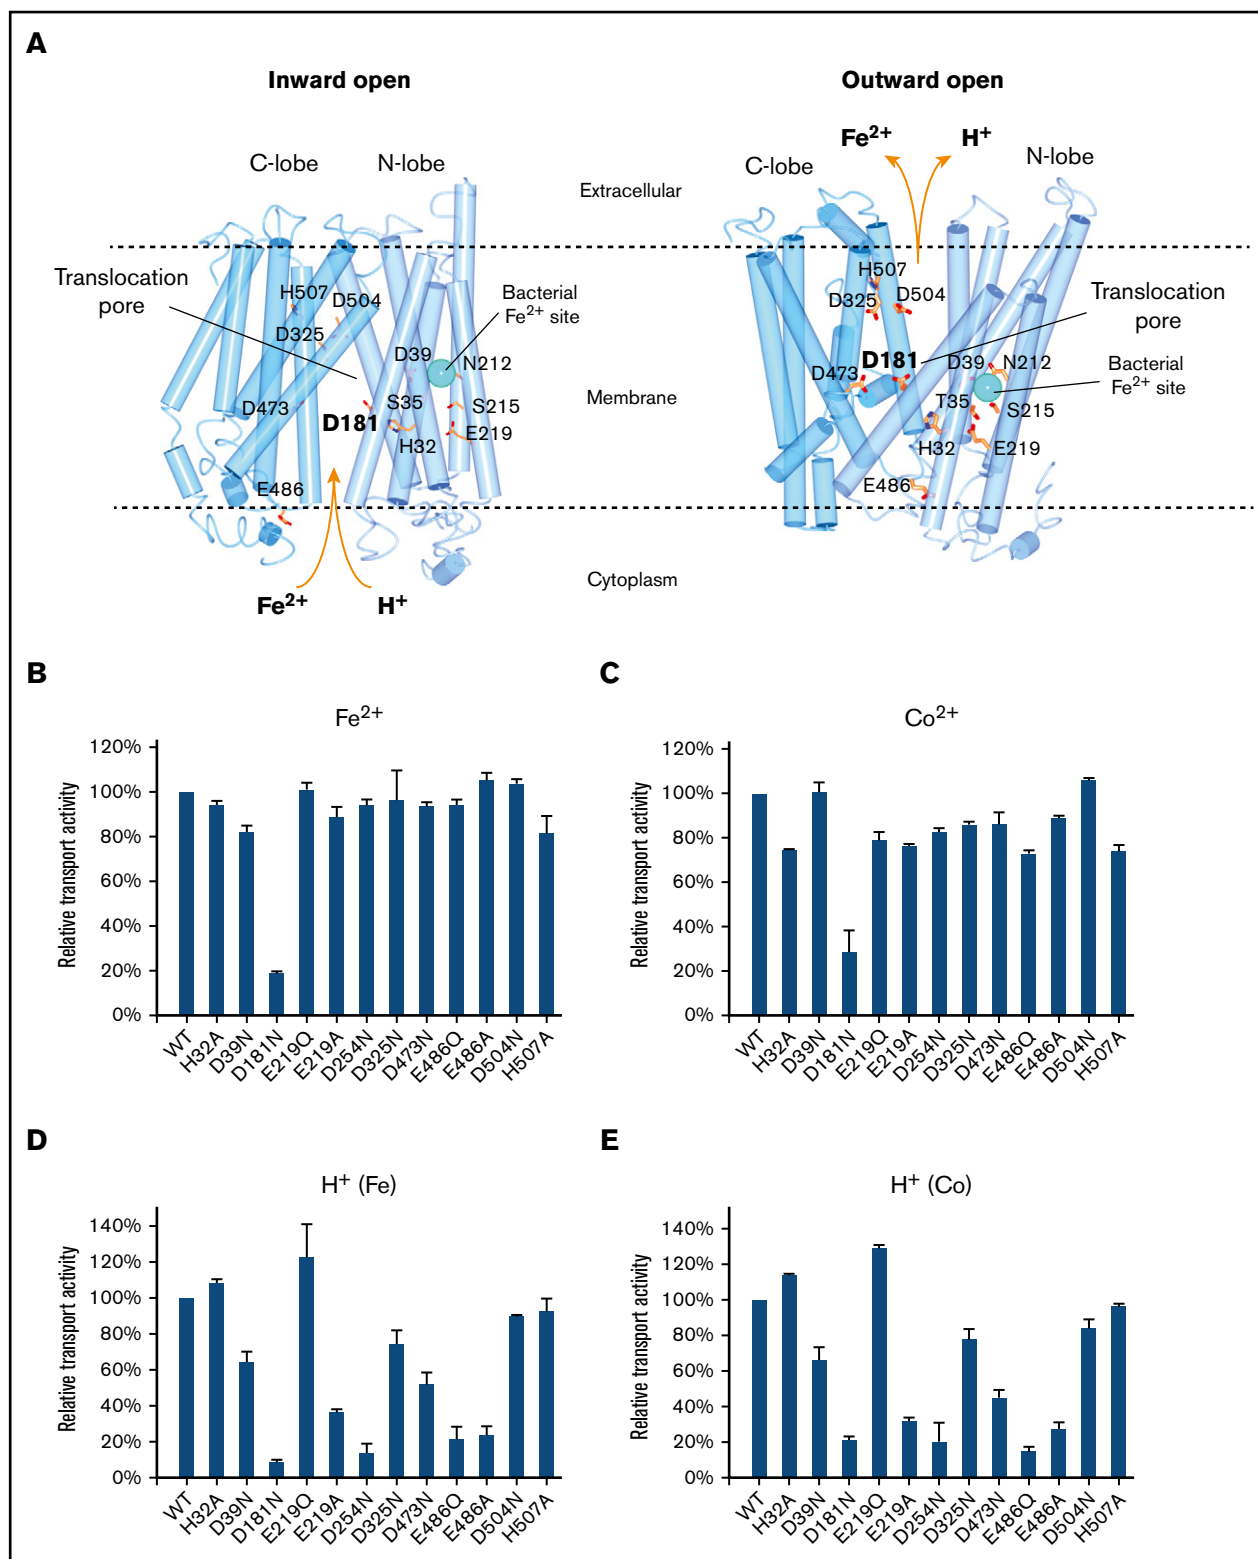 A
Inward open
Outward open
Fe2+
H+
C-lobe
N-lobe
C-lobe
N-lobe
Extracellular
Translocation
pore
H507
D504
D325
Bacterial
Fe2+ site
D39
N212
D473
S35
D181
S215
H32
E219
E486
Membrane
H507
D325
D504
Translocation
pore
D181
D39
N212
D473
Bacterial
Fe2+ site
T35
S215
H32
E219
E486
Cytoplasm
Fe2+
H+
B
Fe2+
Relative transport activity
120%
100%
80%
60%
40%
20%
0%
WT
H32A
D39N
D181N
E219Q
E219A
D254N
D325N
D473N
E486Q
E486A
D504N
H507A
C
Co2+
Relative transport activity
120%
100%
80%
60%
40%
20%
0%
WT
H32A
D39N
D181N
E219Q
E219A
D254N
D325N
D473N
E486Q
E486A
D504N
H507A
D
H+ (Fe)
Relative transport activity
140%
120%
100%
80%
60%
40%
20%
0%
WT
H32A
D39N
D181N
E219Q
E219A
D254N
D325N
D473N
E486Q
E486A
D504N
H507A
E
H+ (Co)
Relative transport activity
140%
120%
100%
80%
60%
40%
20%
0%
WT
H32A
D39N
D181N
E219Q
E219A
D254N
D325N
D473N
E486Q
E486A
D504N
H507A